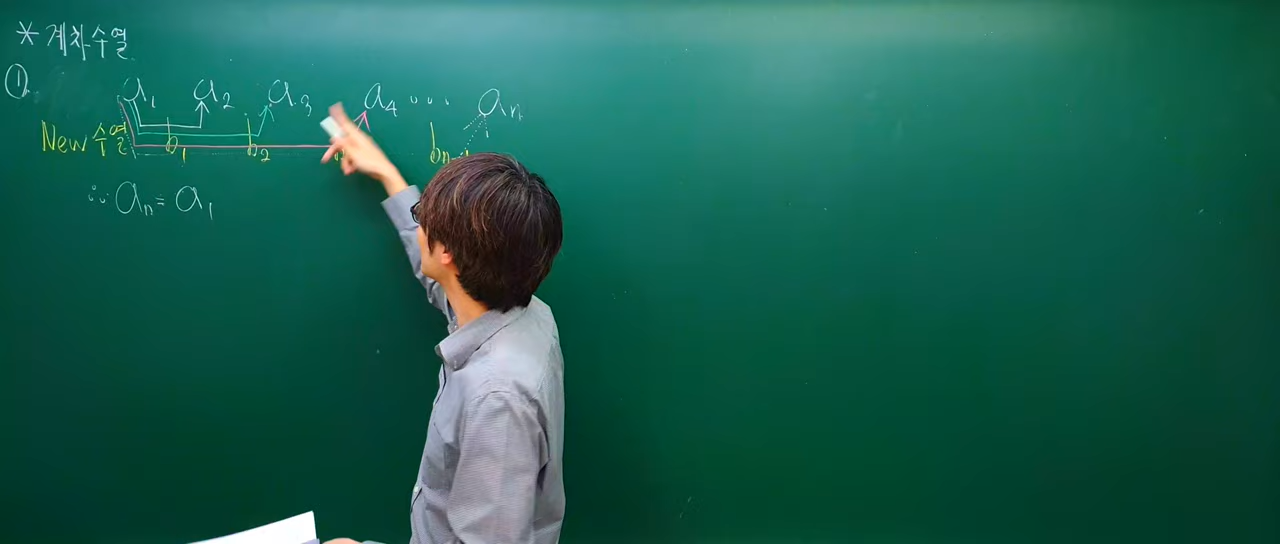 * 계차수열
①
a₁ a₂ a₃ a₄ ... aₙ
New 수열 b₁ b₂ bₙ₋₁
∴ aₙ = a₁